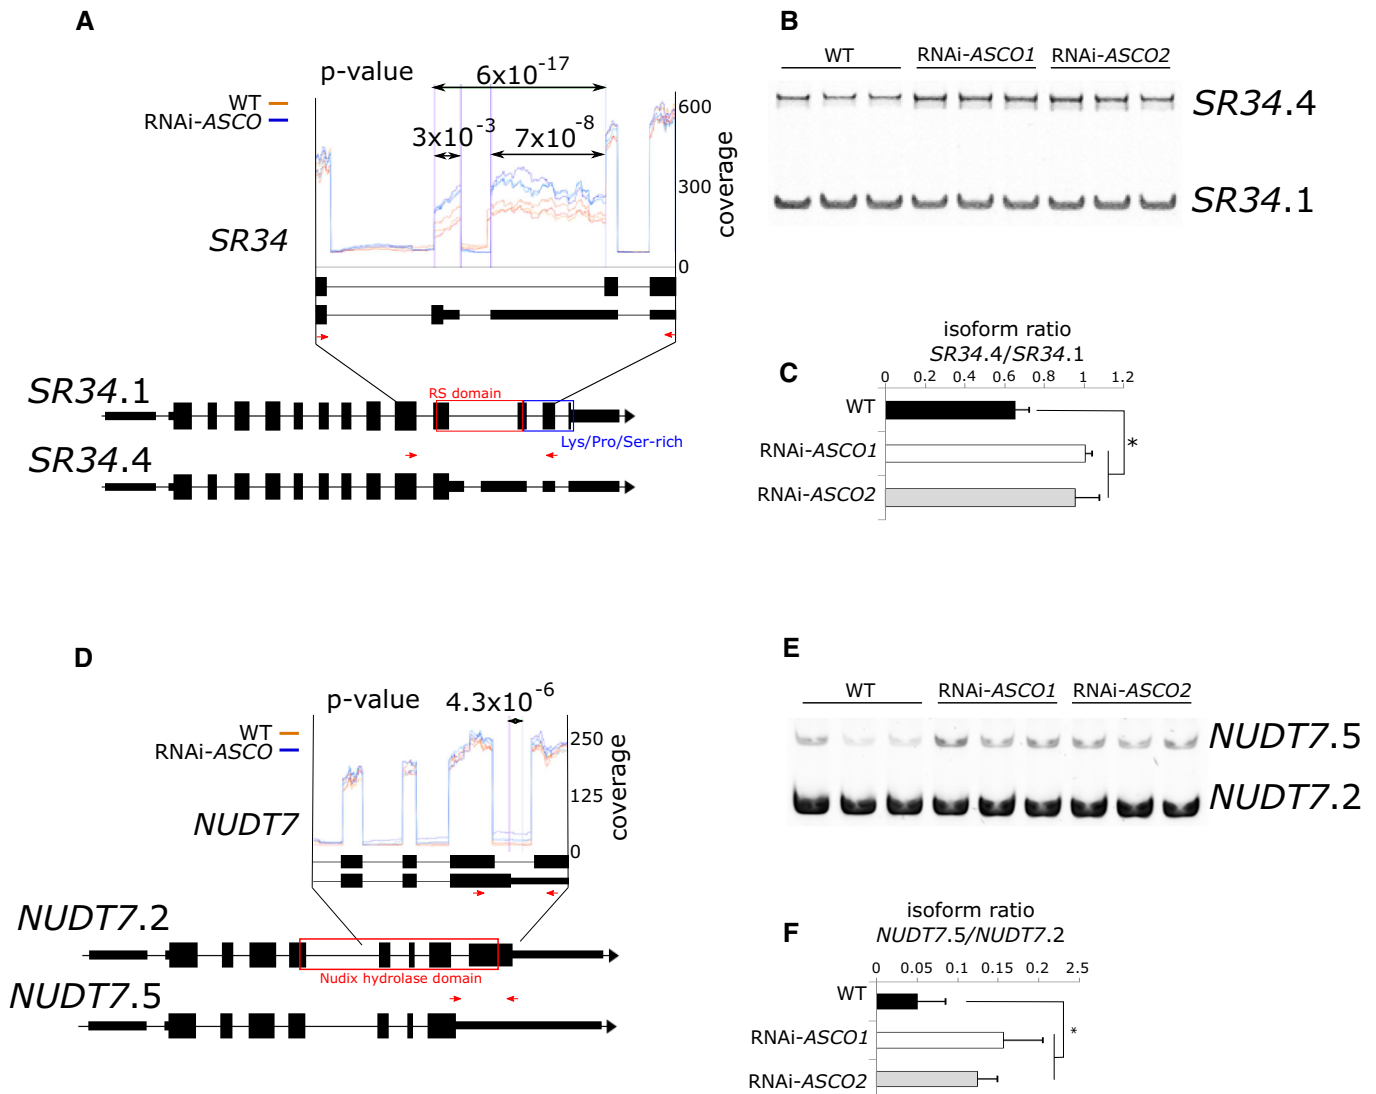 A
p-value
6x10-17
WT
RNAi-ASCO
3x10-3
7x10-8
600
300
0
coverage
SR34
SR34.1
RS domain
Lys/Pro/Ser-rich
SR34.4
B
WT
RNAi-ASCO1
RNAi-ASCO2
SR34.4
SR34.1
C
isoform ratio
SR34.4/SR34.1
0 0.2 0.4 0.6 0.8 1 1.2
WT
RNAi-ASCO1
RNAi-ASCO2
*
D
p-value
4.3x10-6
WT
RNAi-ASCO
250
125
0
coverage
NUDT7
NUDT7.2
Nudix hydrolase domain
NUDT7.5
E
WT
RNAi-ASCO1
RNAi-ASCO2
NUDT7.5
NUDT7.2
F
isoform ratio
NUDT7.5/NUDT7.2
0 0.05 0.1 0.15 0.2 2.5
WT
RNAi-ASCO1
RNAi-ASCO2
*